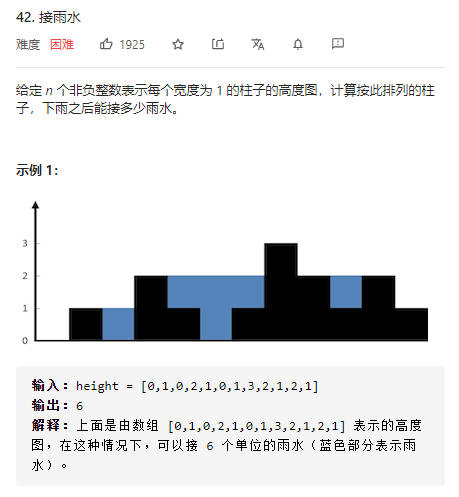 42. 接雨水
难度 困难 1925
给定 n 个非负整数表示每个宽度为 1 的柱子的高度图，计算按此排列的柱
子，下雨之后能接多少雨水。
示例 1：
3
2
1
0
输入：height = [0,1,0,2,1,0,1,3,2,1,2,1]
输出：6
解释：上面是由数组 [0,1,0,2,1,0,1,3,2,1,2,1] 表示的高度
图，在这种情况下，可以接 6 个单位的雨水（蓝色部分表示雨
水）。